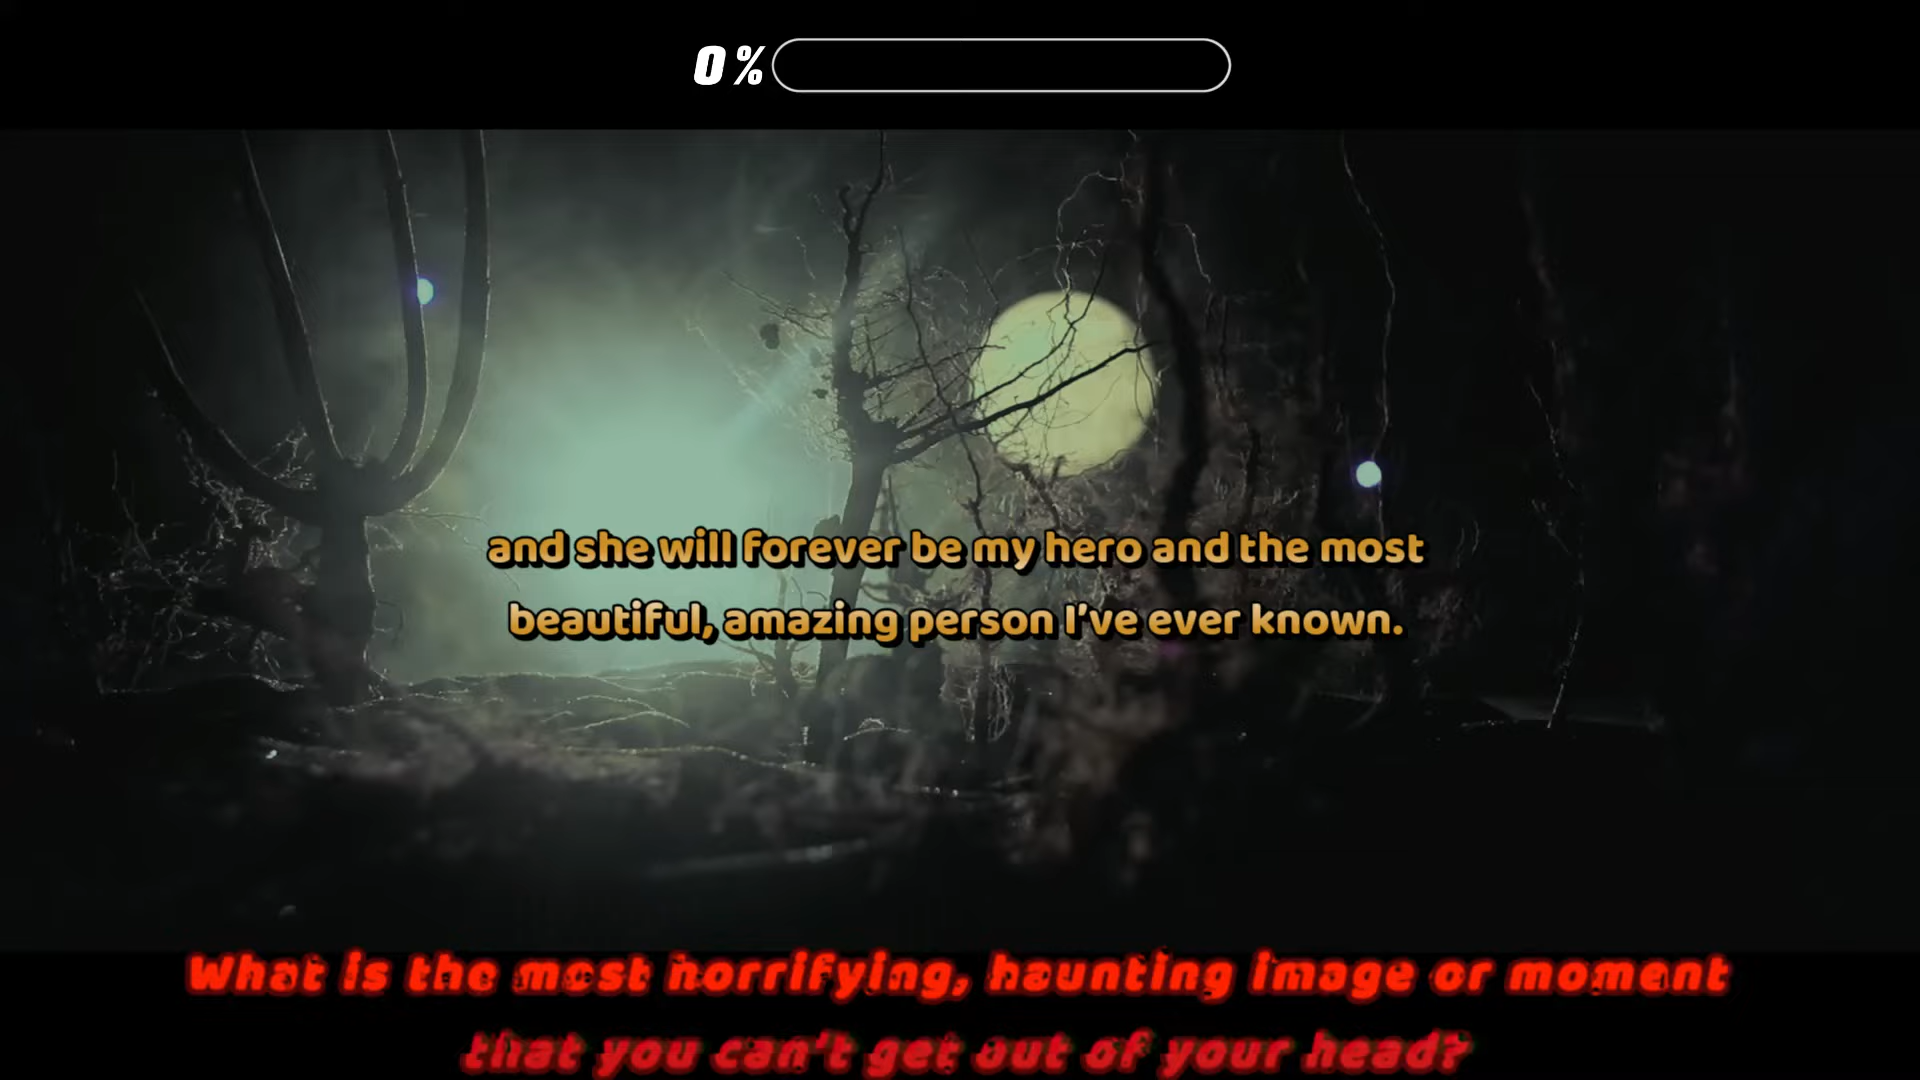 0%
and she will forever be my hero and the most
beautiful, amazing person I've ever known.
What is the most horrifying, haunting image or moment
that you can't get out of your head?